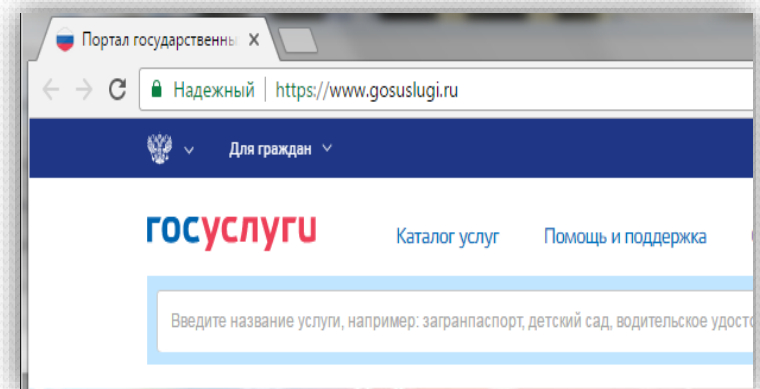 Портал государственны
Надежный | https://www.gosuslugi.ru
Для граждан
госуслуги
Каталог услуг Помощь и поддержка
Введите название услуги, например: загранпаспорт, детский сад, водительское удосто